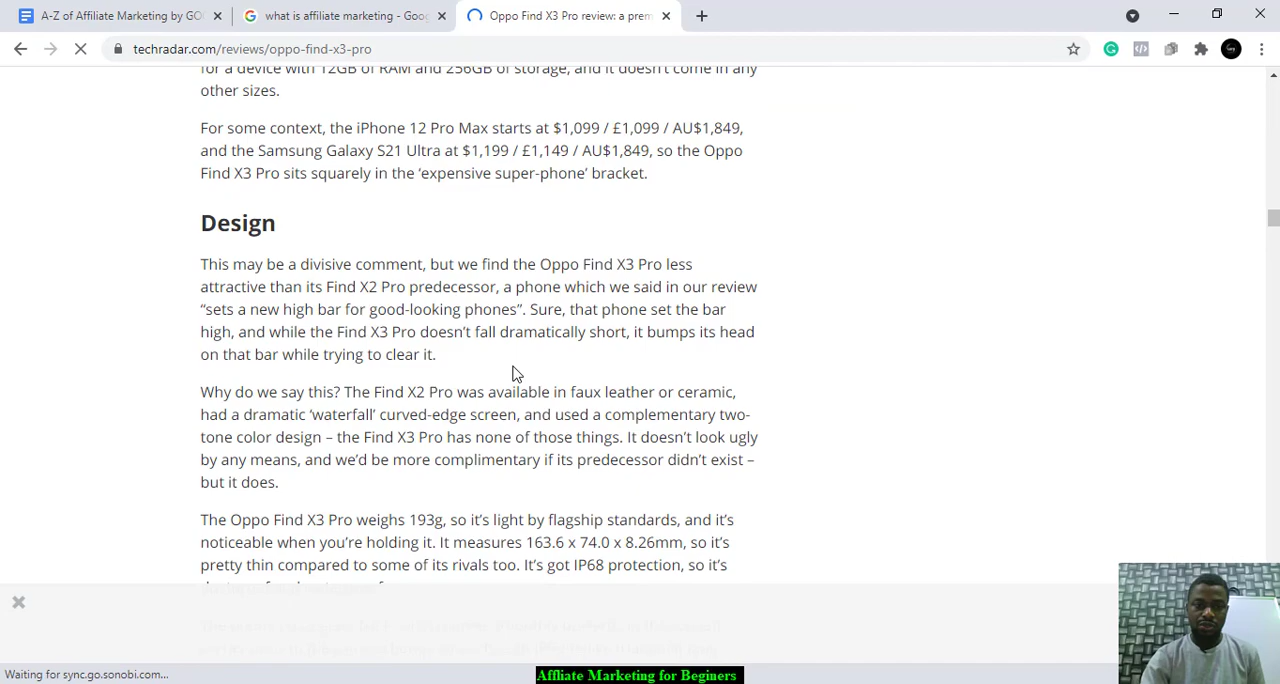 A-Z of Affiliate Marketing by GO
what is affiliate marketing - Goog
Oppo Find X3 Pro review: a prem
techradar.com/reviews/oppo-find-x3-pro
for a device with 12GB of RAM and 256GB of storage, and it doesn't come in any
other sizes.
For some context, the iPhone 12 Pro Max starts at $1,099 / £1,099 / AU$1,849,
and the Samsung Galaxy S21 Ultra at $1,199 / £1,149 / AU$1,849, so the Oppo
Find X3 Pro sits squarely in the ‘expensive super-phone’ bracket.
Design
This may be a divisive comment, but we find the Oppo Find X3 Pro less
attractive than its Find X2 Pro predecessor, a phone which we said in our review
“sets a new high bar for good-looking phones”. Sure, that phone set the bar
high, and while the Find X3 Pro doesn’t fall dramatically short, it bumps its head
on that bar while trying to clear it.
Why do we say this? The Find X2 Pro was available in faux leather or ceramic,
had a dramatic ‘waterfall’ curved-edge screen, and used a complementary two-
tone color design – the Find X3 Pro has none of those things. It doesn’t look ugly
by any means, and we’d be more complimentary if its predecessor didn’t exist –
but it does.
The Oppo Find X3 Pro weighs 193g, so it’s light by flagship standards, and it’s
noticeable when you’re holding it. It measures 163.6 x 74.0 x 8.26mm, so it’s
pretty thin compared to some of its rivals too. It’s got IP68 protection, so it’s
Waiting for sync.go.sonobi.com...
Affliate Marketing for Beginers